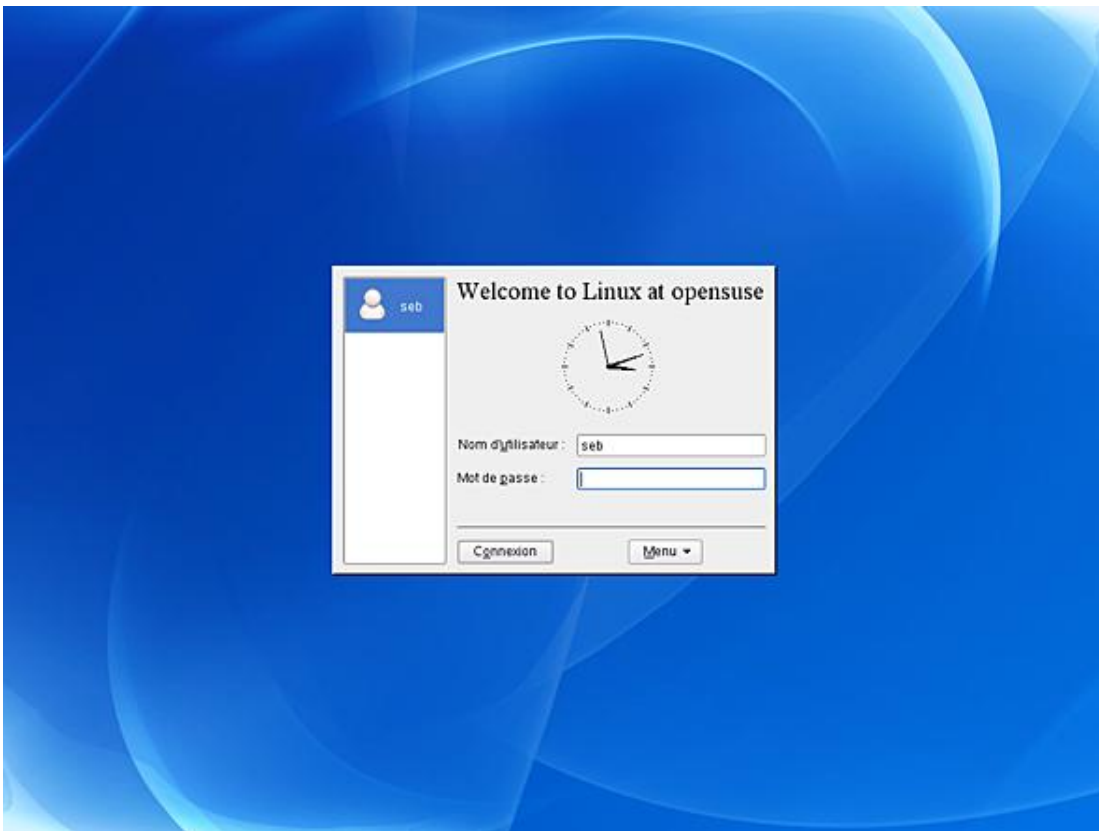 seb
Welcome to Linux at opensuse
Nom d'utilisateur :
seb
Mot de passe :
Connexion
Menu